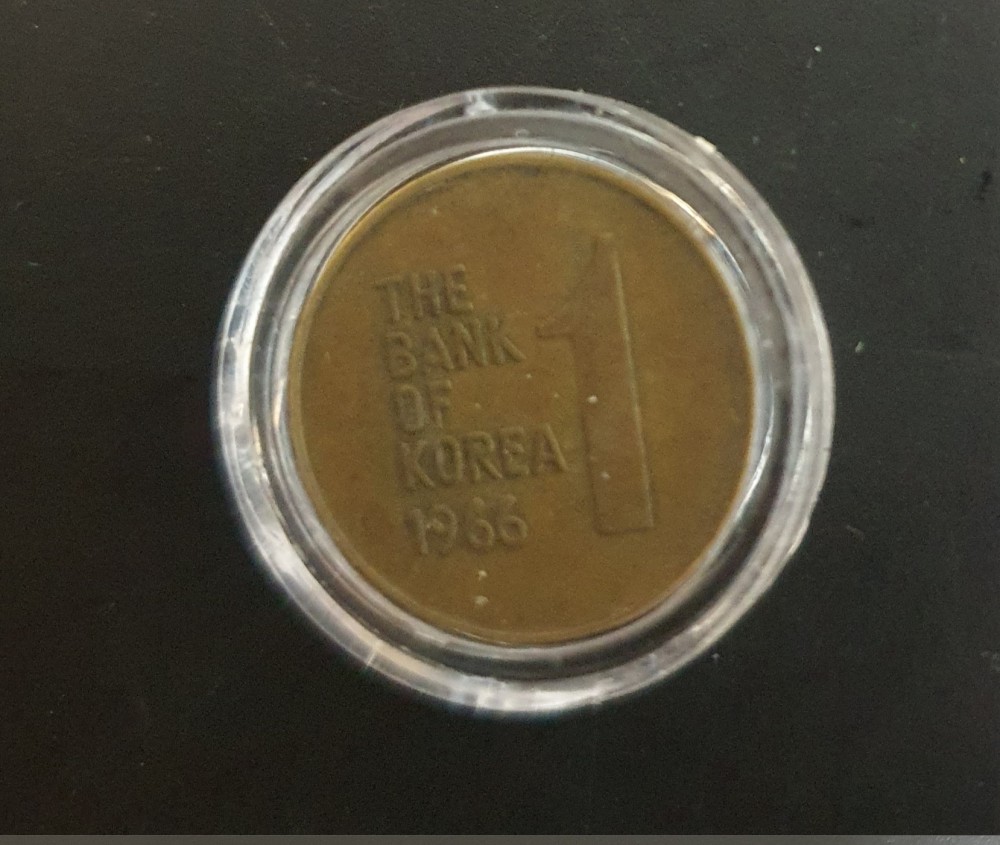 THE
BANK
OF
KOREA
1966
1